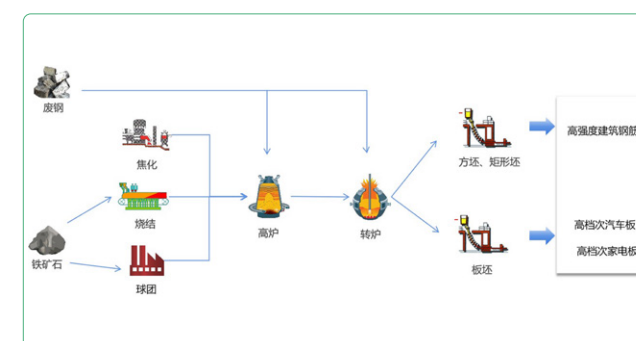 废钢
焦化
烧结
铁矿石
球团
高炉
转炉
方坯、矩形坯
板坯
高强度建筑钢筋
高档次汽车板
高档次家电板